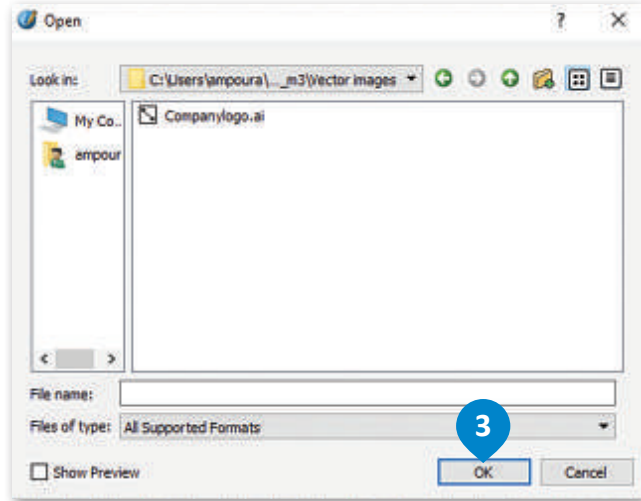 Open
?
Look in:
C:\Users\ampoura\..._m3\Vector images
My Co..
ampour
Companylogo.ai
File name:
Files of type:
All Supported Formats
3
Show Preview
OK
Cancel